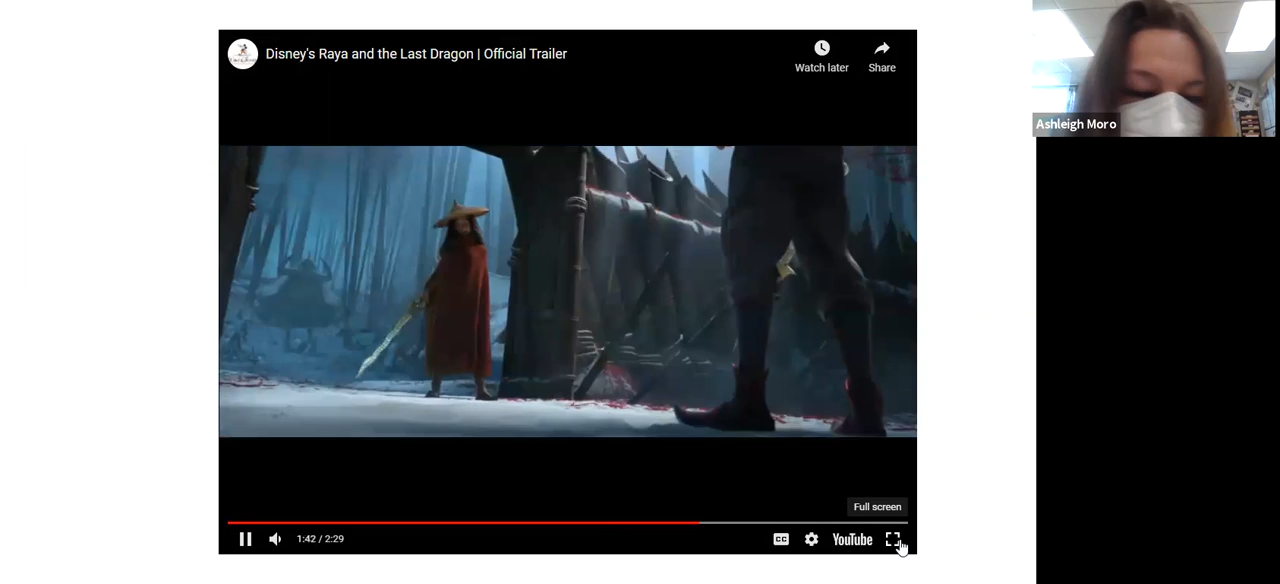 Disney's Raya and the Last Dragon | Official Trailer
Watch later
Share
Ashleigh Moro
Full screen
1:42 / 2:29
CC
YouTube